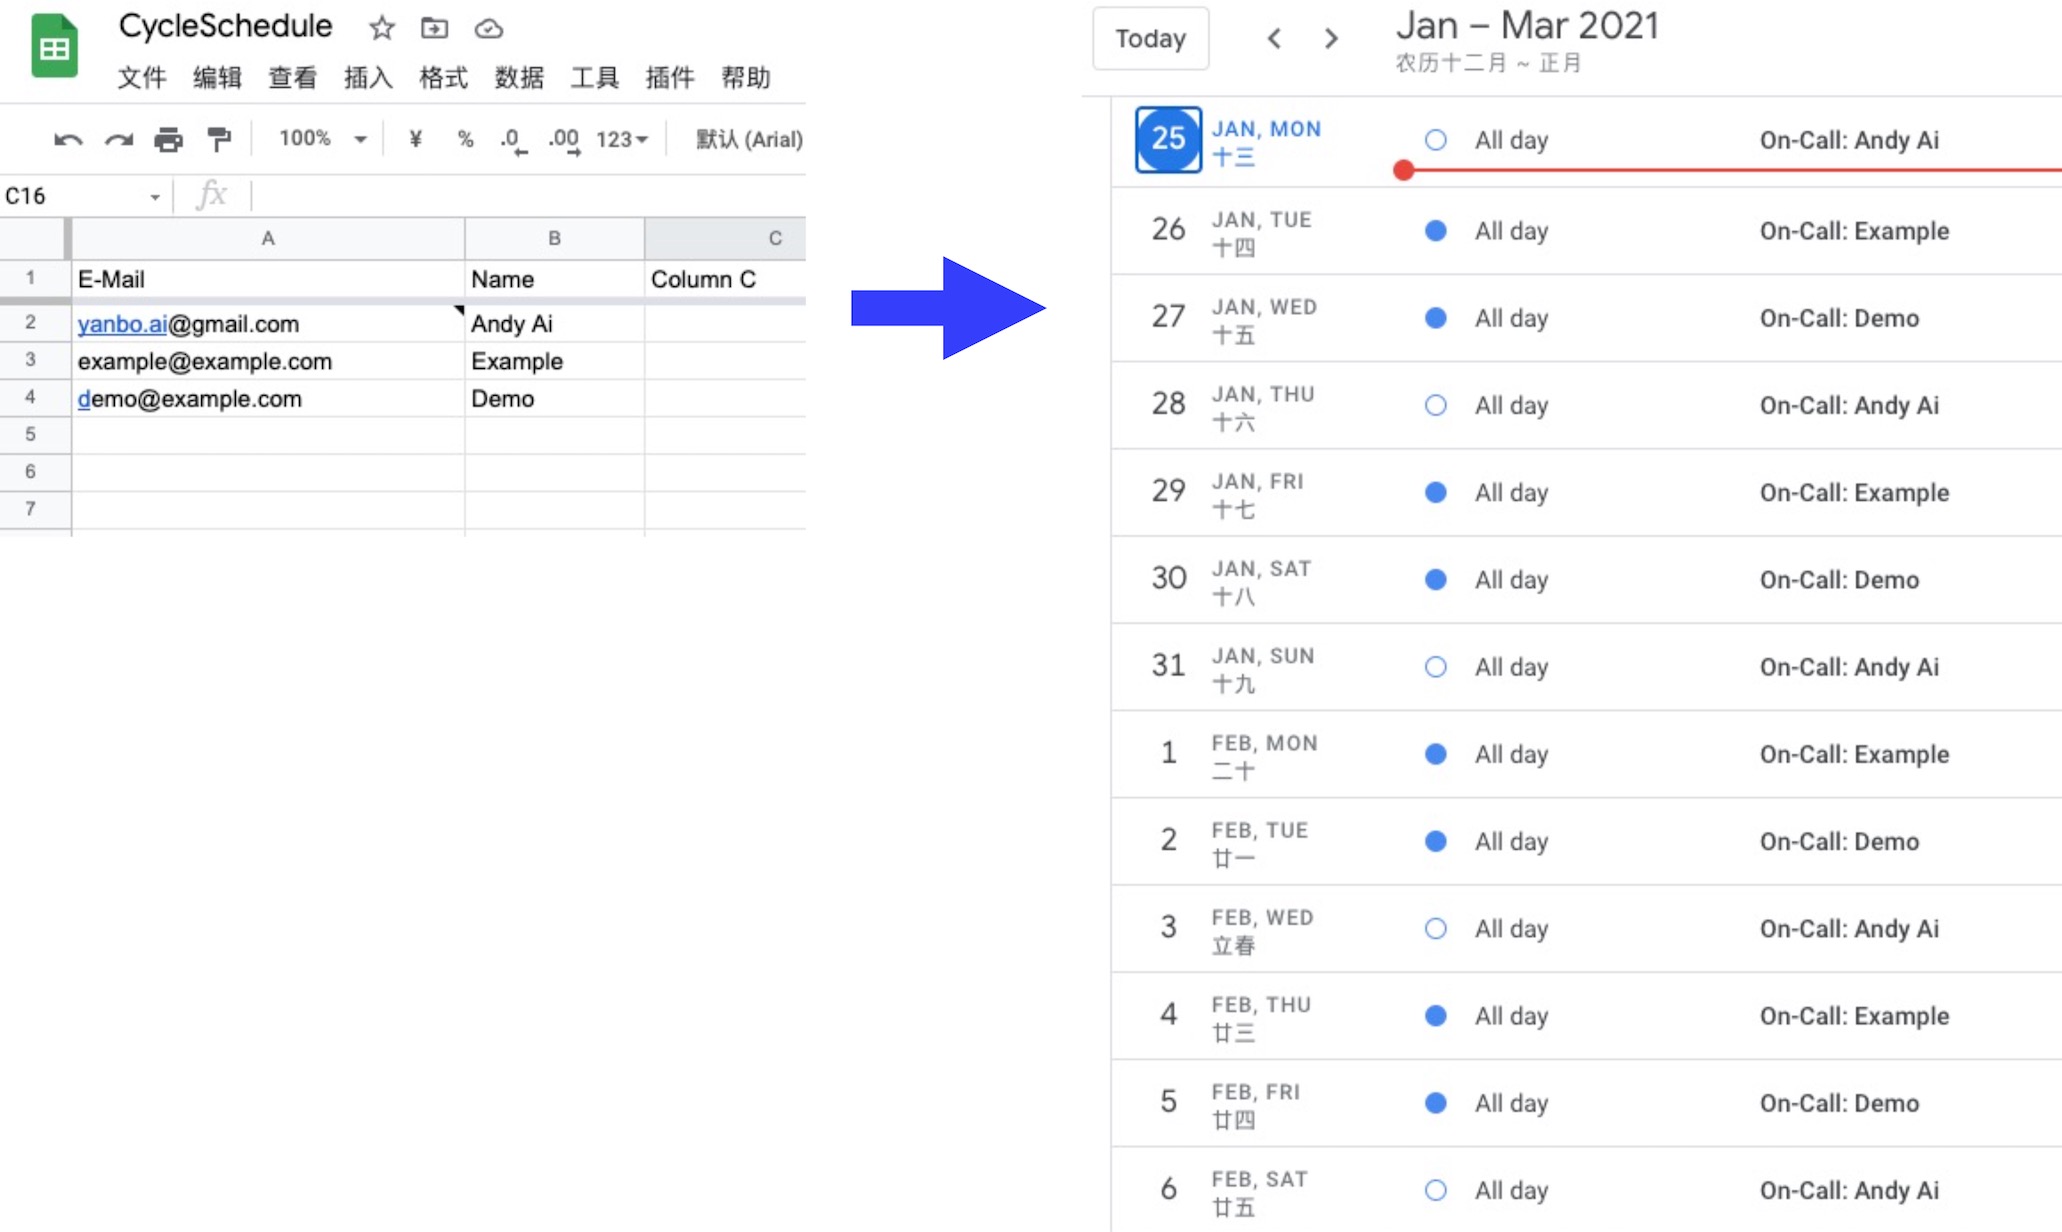 CycleSchedule
文件 编辑 查看 插入 格式 数据 工具 插件 帮助
100% ¥ % .0 .00 123 默认 (Arial)
C16 fx
A B C
1 E-Mail Name Column C
2 yanbo.ai@gmail.com Andy Ai
3 example@example.com Example
4 demo@example.com Demo
5
6
7
Today Jan – Mar 2021
农历十二月 ~ 正月
25 JAN, MON All day On-Call: Andy Ai
十三
26 JAN, TUE All day On-Call: Example
十四
27 JAN, WED All day On-Call: Demo
十五
28 JAN, THU All day On-Call: Andy Ai
十六
29 JAN, FRI All day On-Call: Example
十七
30 JAN, SAT All day On-Call: Demo
十八
31 JAN, SUN All day On-Call: Andy Ai
十九
1 FEB, MON All day On-Call: Example
二十
2 FEB, TUE All day On-Call: Demo
廿一
3 FEB, WED All day On-Call: Andy Ai
立春
4 FEB, THU All day On-Call: Example
廿三
5 FEB, FRI All day On-Call: Demo
廿四
6 FEB, SAT All day On-Call: Andy Ai
廿五